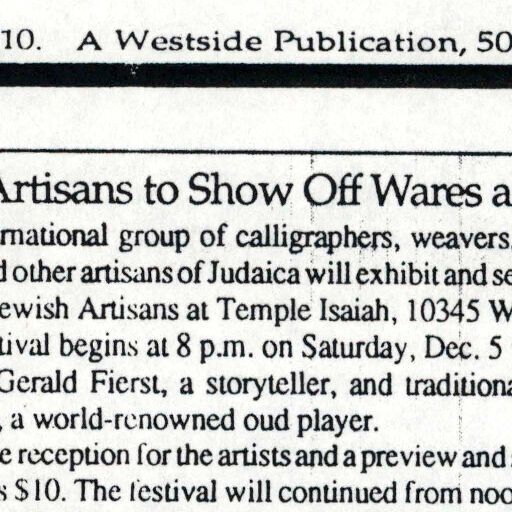 10. A Westside Publication, 50
Artisans to Show Off Wares a
rnational group of calligraphers, weavers,
d other artisans of Judaica will exhibit and se
ewish Artisans at Temple Isaiah, 10345 W
tival begins at 8 p.m. on Saturday, Dec. 5
Gerald Fierst, a storyteller, and traditiona
, a world-renowned oud player.
e reception for the artists and a preview and
s $10. The festival will continued from noo